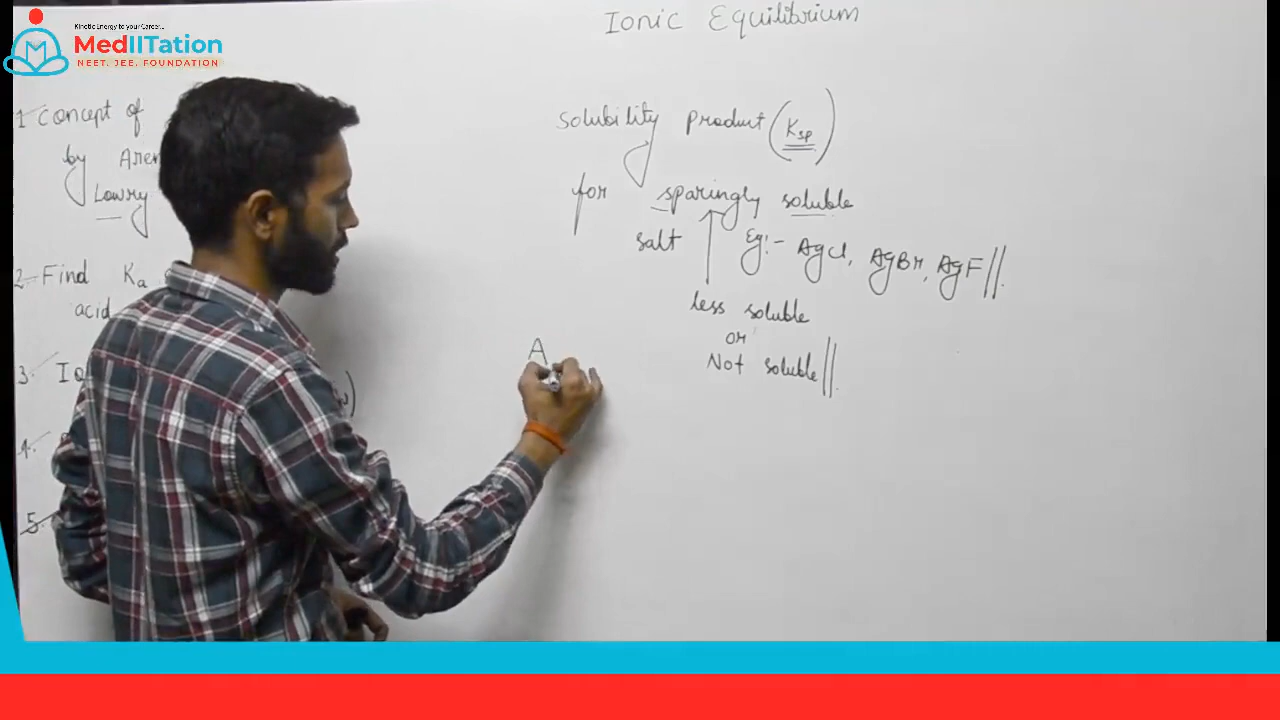 Kinetic Energy to your Career...
MedIITation
NEET. JEE. FOUNDATION
Ionic Equilibrium
1. Concept of
by
Lowry
2. Find Ka
acid
3.
4.
5.
Solubility Product (Ksp)
for sparingly soluble
salt Eg:- AgCl, AgBr, AgF
less soluble
or
Not soluble
A